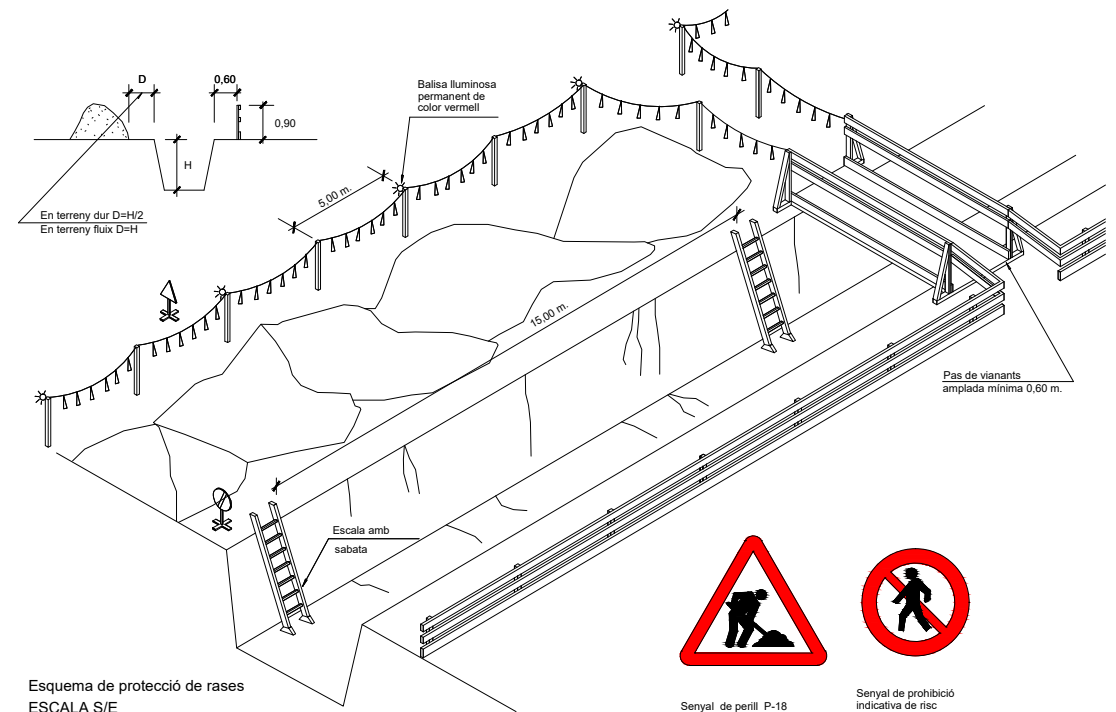 D
0,60
0,90
H
En terreny dur D=H/2
En terreny fluix D=H
Balisa lluminosa
permanent de
color vermell
5,00 m.
15,00 m.
Pas de vianants
amplada mínima 0,60 m.
Escala amb
sabata
Esquema de protecció de rases
ESCALA S/E
Senyal de perill P-18
Senyal de prohibició
indicativa de risc